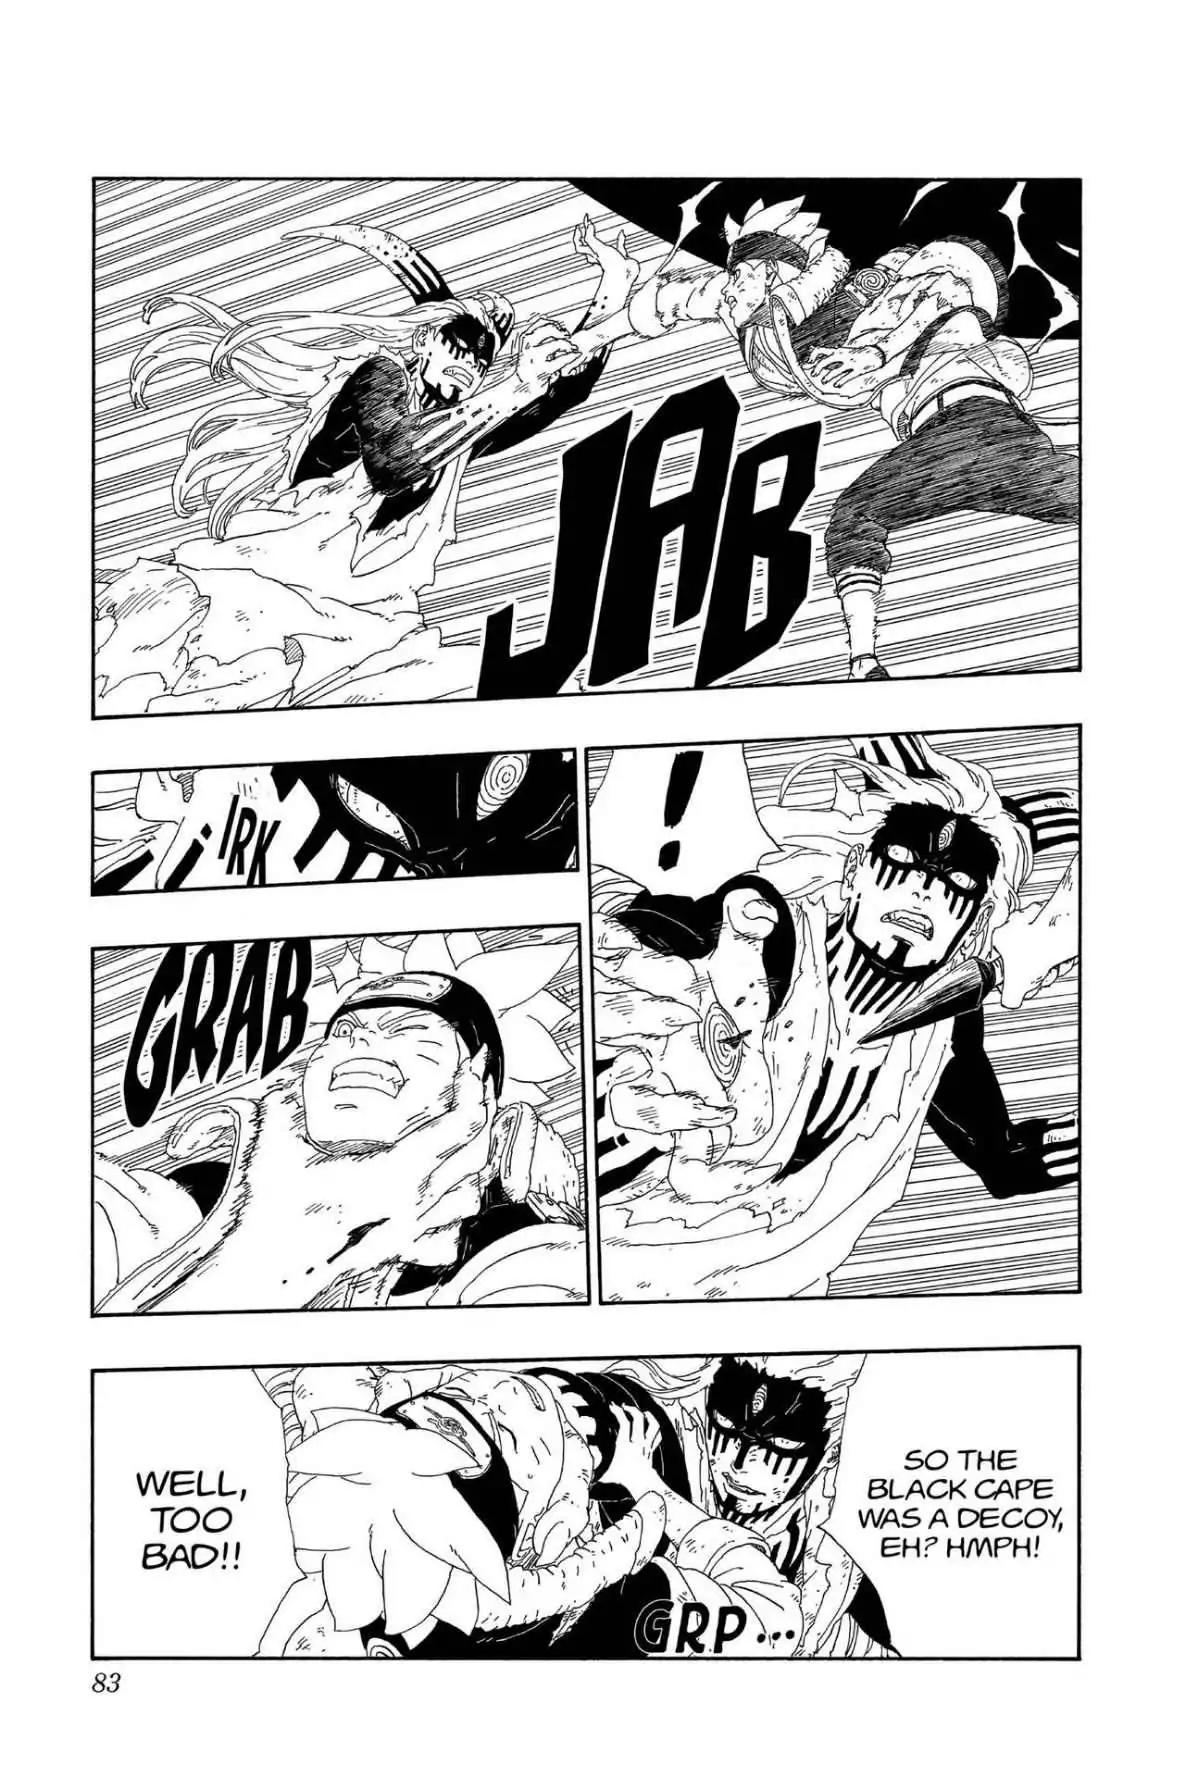 JAB
!
¡
IRK
GRAB
SO THE
BLACK CAPE
WAS A DECOY,
EH? HMPH!
WELL,
TOO
BAD!!
GRP...
83